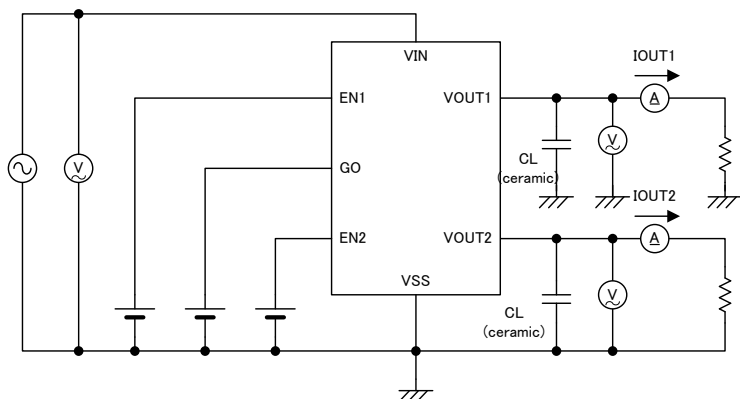 VIN
IOUT1
EN1
VOUT1
A
V
V
CL
(ceramic)
GO
IOUT2
EN2
VOUT2
A
VSS
V
CL
(ceramic)